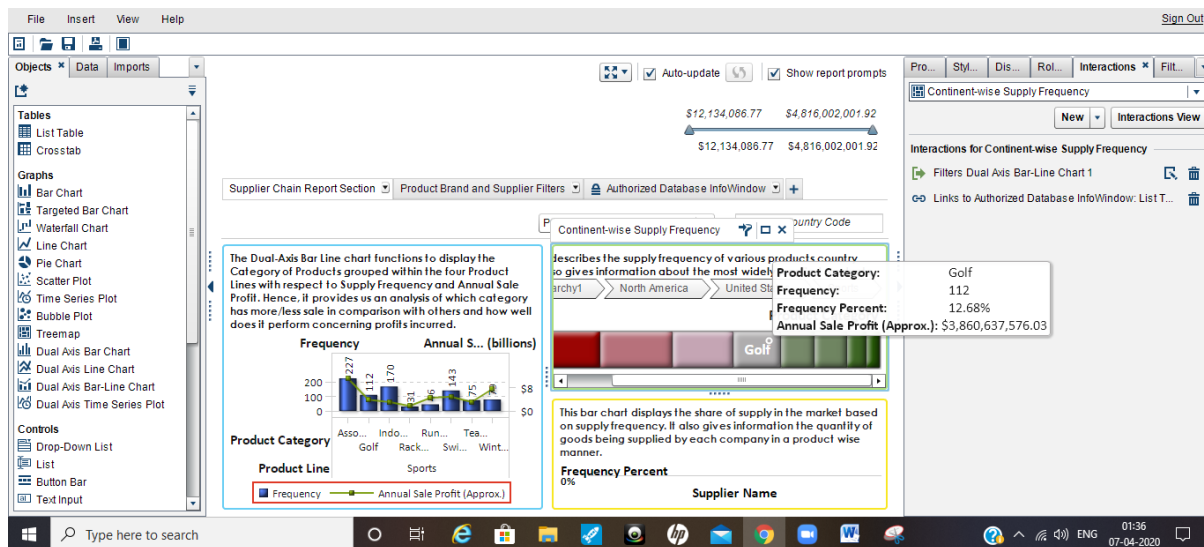 File Insert View Help
Sign Out
Objects Data Imports
Tables
List Table
Crosstab
Graphs
Bar Chart
Targeted Bar Chart
Waterfall Chart
Line Chart
Pie Chart
Scatter Plot
Time Series Plot
Bubble Plot
Treemap
Dual Axis Bar Chart
Dual Axis Line Chart
Dual Axis Bar-Line Chart
Dual Axis Time Series Plot
Controls
Drop-Down List
List
Button Bar
Text Input
Auto-update
Show report prompts
$12,134,086.77 $4,816,002,001.92
$12,134,086.77 $4,816,002,001.92
Supplier Chain Report Section Product Brand and Supplier Filters Authorized Database InfoWindow
Country Code
The Dual-Axis Bar Line chart functions to display the
Category of Products grouped within the four Product
Lines with respect to Supply Frequency and Annual Sale
Profit. Hence, it provides us an analysis of which category
has more/less sale in comparison with others and how well
does it perform concerning profits incurred.
Frequency Annual S... (billions)
227 112 170 31 143 75
200
100
0
$8
$0
Product Category
Asso... Indo... Run... Tea...
Golf Rack... Swi... Wint...
Product Line Sports
Frequency Annual Sale Profit (Approx.)
Continent-wise Supply Frequency
describes the supply frequency of various products country
so gives information about the most widely
archy1 North America United St
Golf
Product Category: Golf
Frequency: 112
Frequency Percent: 12.68%
Annual Sale Profit (Approx.): $3,860,637,576.03
This bar chart displays the share of supply in the market based
on supply frequency. It also gives information the quantity of
goods being supplied by each company in a product wise
manner.
Frequency Percent
0%
Supplier Name
Pro... Styl... Dis... Rol... Interactions Filt...
Continent-wise Supply Frequency
New Interactions View
Interactions for Continent-wise Supply Frequency
Filters Dual Axis Bar-Line Chart 1
Links to Authorized Database InfoWindow: List T...
Type here to search
ENG
01:36
07-04-2020